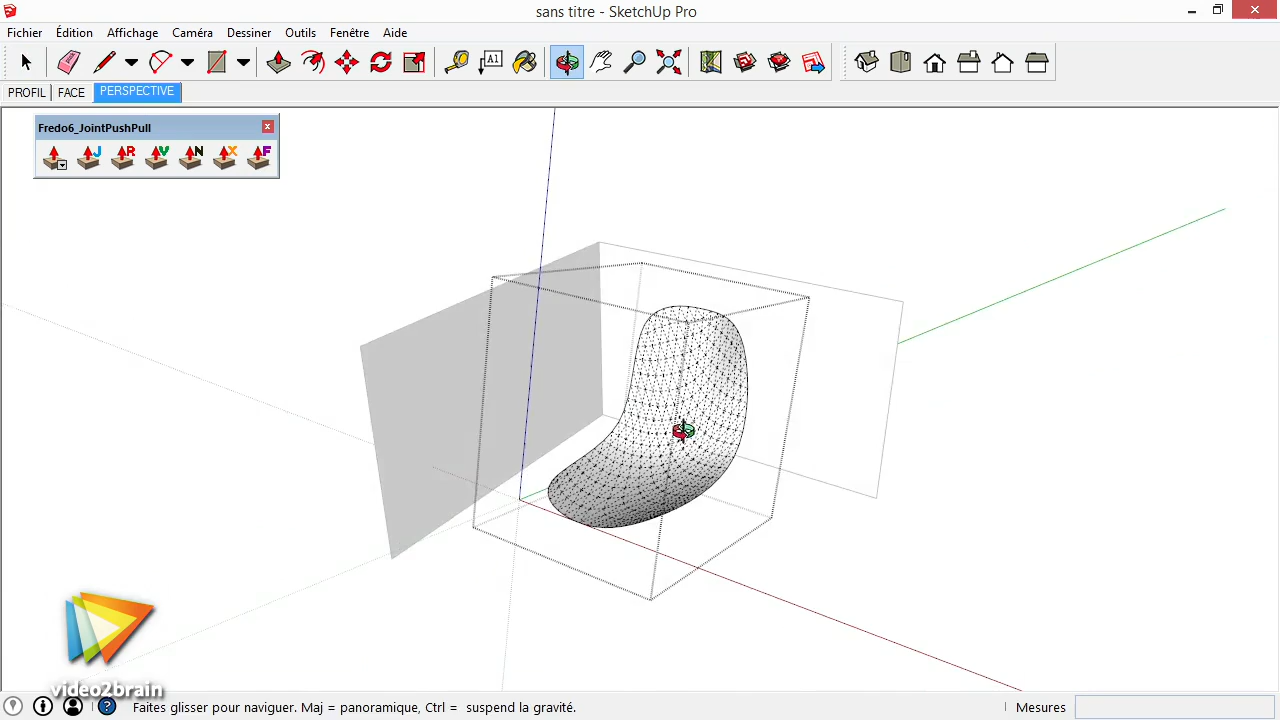 sans titre - SketchUp Pro
Fichier Édition Affichage Caméra Dessiner Outils Fenêtre Aide
A1
PROFIL FACE PERSPECTIVE
Fredo6_JointPushPull
J R V N X F
video2brain
Faites glisser pour naviguer. Maj = panoramique, Ctrl = suspend la gravité.
Mesures